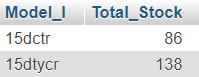 Model_I Total_Stock
15dctr 86
15dtycr 138